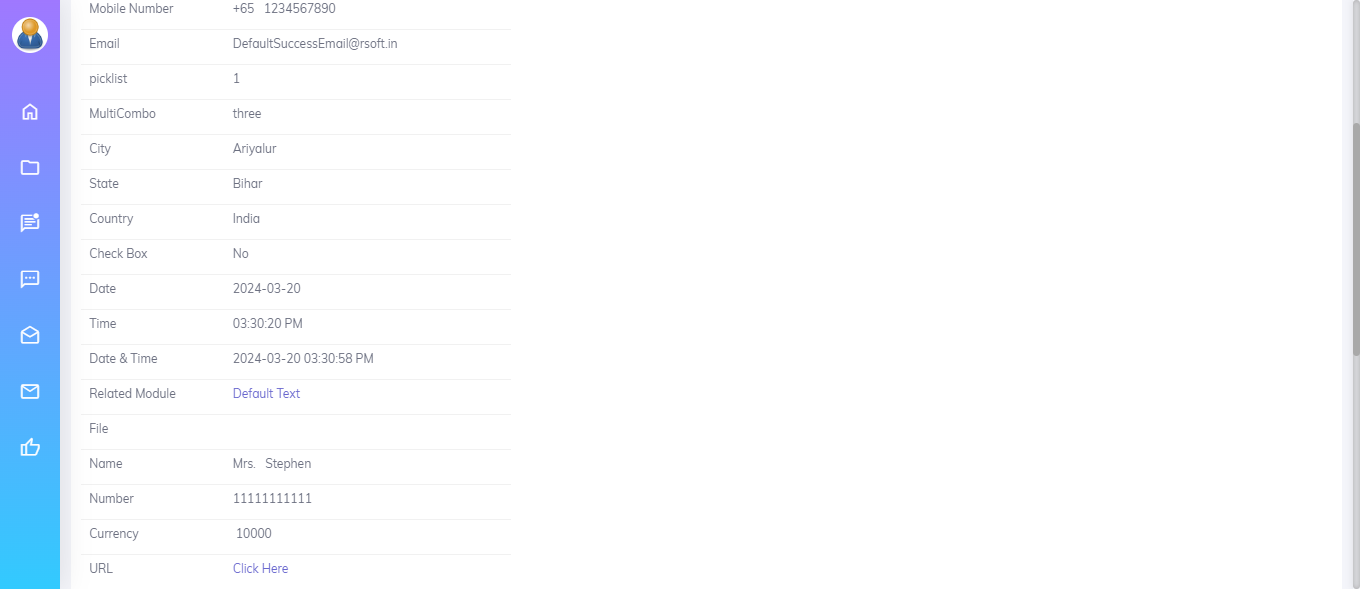 Mobile Number +65 1234567890
Email DefaultSuccessEmail@rsoft.in
picklist 1
MultiCombo three
City Ariyalur
State Bihar
Country India
Check Box No
Date 2024-03-20
Time 03:30:20 PM
Date & Time 2024-03-20 03:30:58 PM
Related Module Default Text
File
Name Mrs. Stephen
Number 11111111111
Currency 10000
URL Click Here